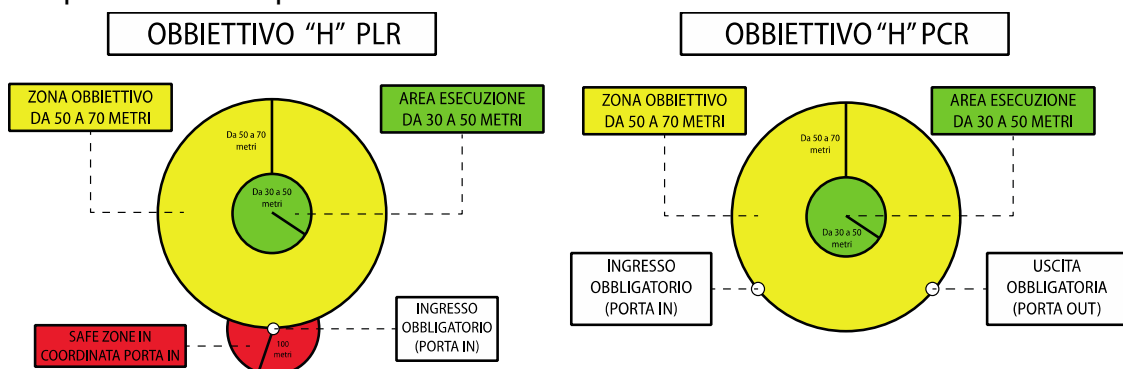 OBBIETTIVO “H” PLR
ZONA OBBIETTIVO
DA 50 A 70 METRI
AREA ESECUZIONE
DA 30 A 50 METRI
Da 50 a 70
metri
Da 30 a 50
metri
INGRESSO
OBBLIGATORIO
(PORTA IN)
SAFE ZONE IN
COORDINATA PORTA IN
100
metri
OBBIETTIVO “H” PCR
ZONA OBBIETTIVO
DA 50 A 70 METRI
AREA ESECUZIONE
DA 30 A 50 METRI
Da 50 a 70
metri
Da 30 a 50
metri
INGRESSO
OBBLIGATORIO
(PORTA IN)
USCITA
OBBLIGATORIA
(PORTA OUT)